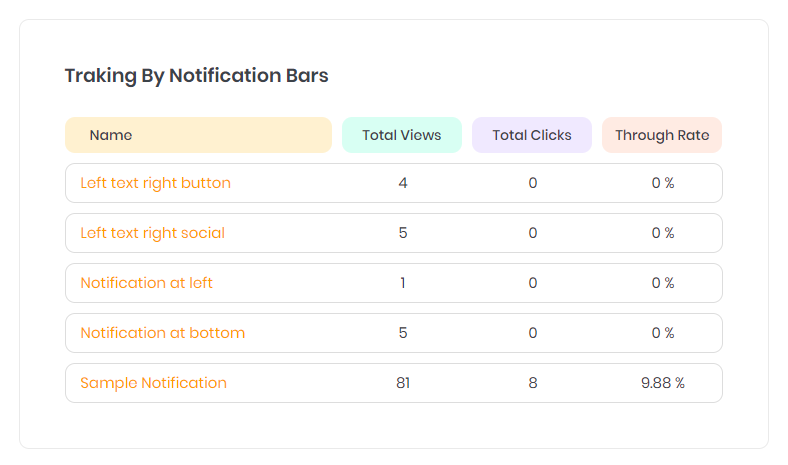 Traking By Notification Bars
Name Total Views Total Clicks Through Rate
Left text right button 4 0 0 %
Left text right social 5 0 0 %
Notification at left 1 0 0 %
Notification at bottom 5 0 0 %
Sample Notification 81 8 9.88 %